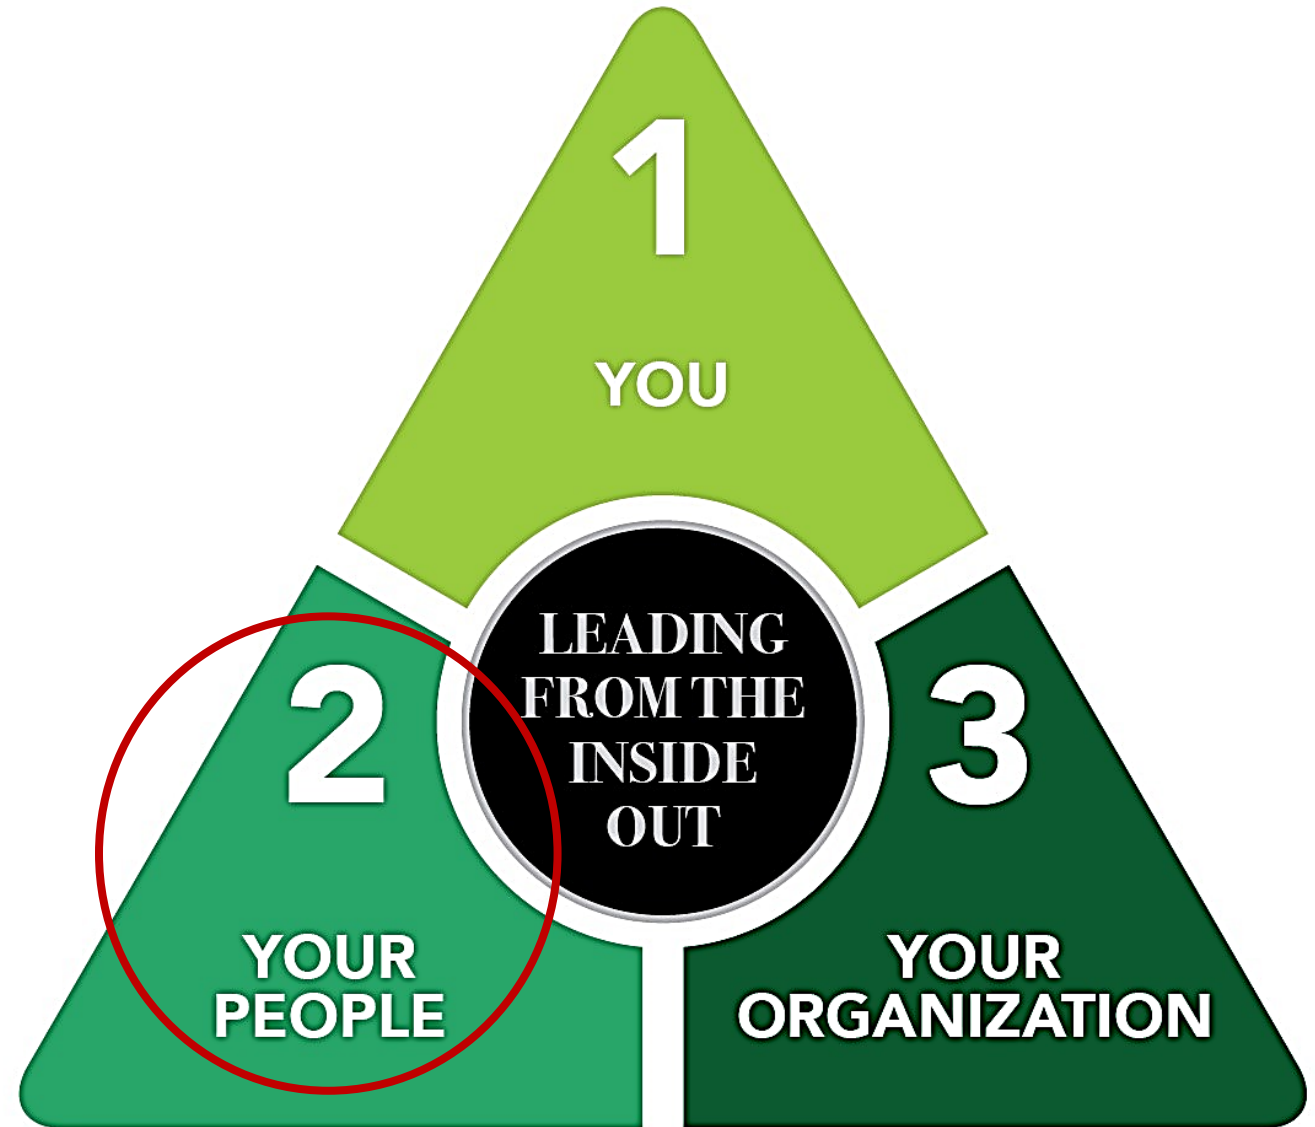 1
YOU
LEADING
FROM THE
INSIDE
OUT
2
YOUR
PEOPLE
3
YOUR
ORGANIZATION